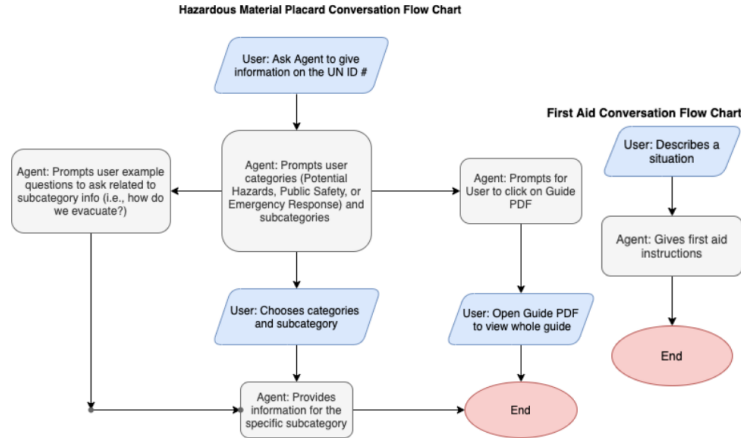 Hazardous Material Placard Conversation Flow Chart
User: Ask Agent to give
information on the UN ID #
First Aid Conversation Flow Chart
User: Describes a
situation
Agent: Prompts user example
questions to ask related to
subcategory info (i.e., how do
we evacuate?)
Agent: Prompts user
categories (Potential
Hazards, Public Safety, or
Emergency Response) and
subcategories
Agent: Prompts for
User to click on Guide
PDF
Agent: Gives first aid
instructions
User: Chooses categories
and subcategory
User: Open Guide PDF
to view whole guide
End
Agent: Provides
information for the
specific subcategory
End